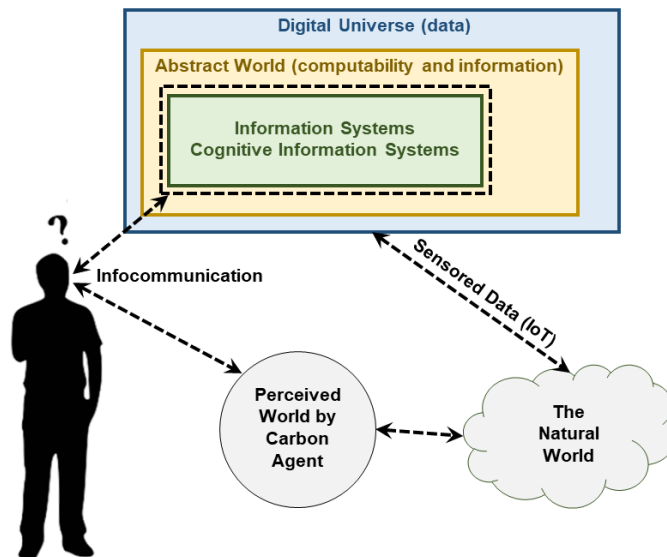 Digital Universe (data)
Abstract World (computability and information)
Information Systems
Cognitive Information Systems
?
Infocommunication
Sensored Data (IoT)
Perceived
World by
Carbon
Agent
The
Natural
World